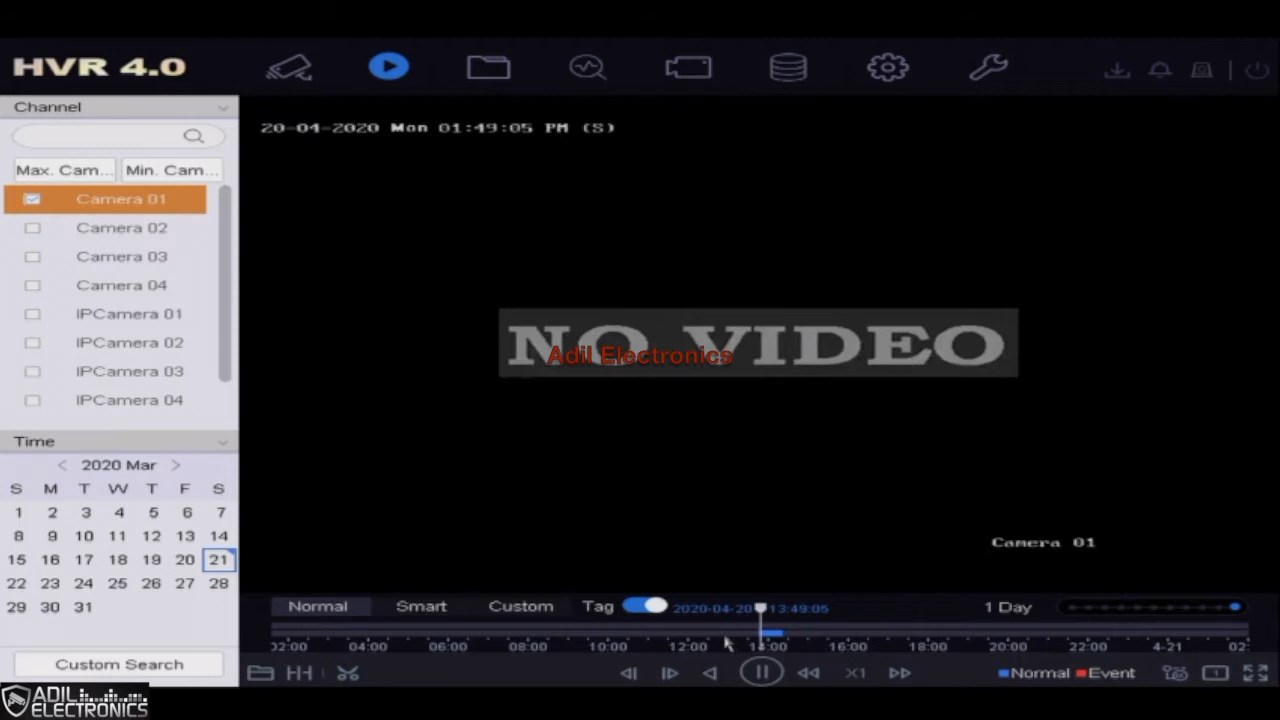 HVR 4.0
Channel
Max. Cam... Min. Cam...
Camera 01
Camera 02
Camera 03
Camera 04
IPCamera 01
IPCamera 02
IPCamera 03
IPCamera 04
Time
< 2020 Mar >
S M T W T F S
1 2 3 4 5 6 7
8 9 10 11 12 13 14
15 16 17 18 19 20 21
22 23 24 25 26 27 28
29 30 31
Custom Search
20-04-2020 Mon 01:49:05 PM (S)
NO VIDEO
Adil Electronics
Camera 01
Normal Smart Custom Tag 2020-04-20 13:49:05 1 Day
02:00 04:00 06:00 08:00 10:00 12:00 14:00 16:00 18:00 20:00 22:00 4-21 02:
X1 Normal Event 1
ADIL
ELECTRONICS